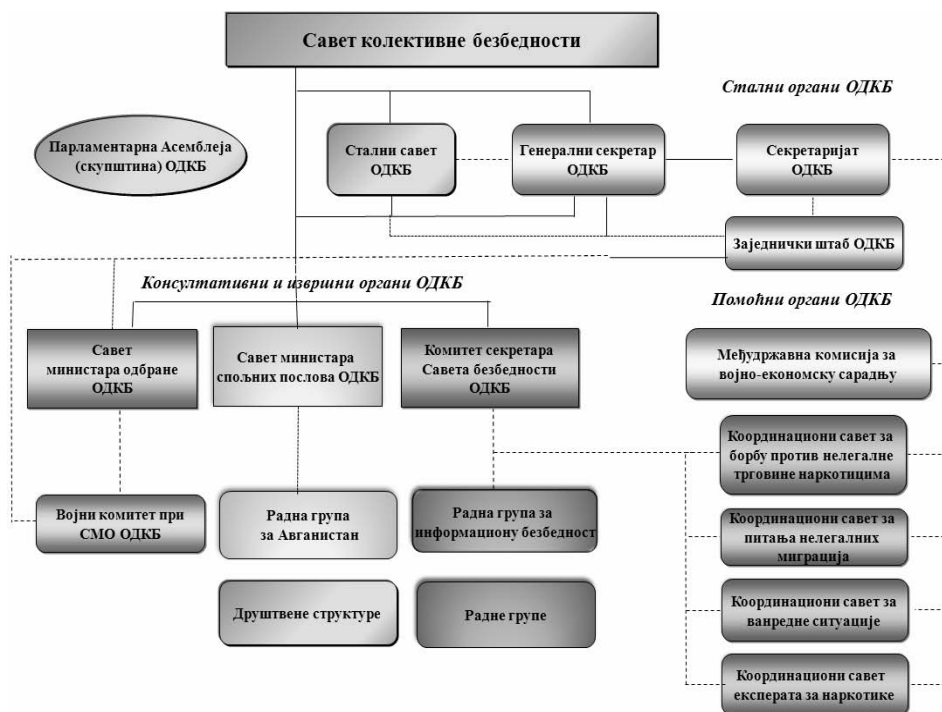 Савет колективне безбедности
Стални органи ОДКБ
Парламентарна Асемблеја
(скупштина) ОДКБ
Стални савет
ОДКБ
Генерални секретар
ОДКБ
Секретаријат
ОДКБ
Заједнички штаб ОДКБ
Консултативни и извршни органи ОДКБ
Помоћни органи ОДКБ
Савет
министара одбране
ОДКБ
Савет министара
спољних послова ОДКБ
Комитет секретара
Савета безбедности
ОДКБ
Међудржавна комисија за
војно-економску сарадњу
Координациони савет за
борбу против нелегалне
трговине наркотицима
Војни комитет при
СМО ОДКБ
Радна група
за Авганистан
Радна група за
информациону безбедност
Координациони савет за
питања нелегалних
миграција
Друштвене структуре
Радне групе
Координациони савет за
ванредне ситуације
Координациони савет
експерата за наркотике